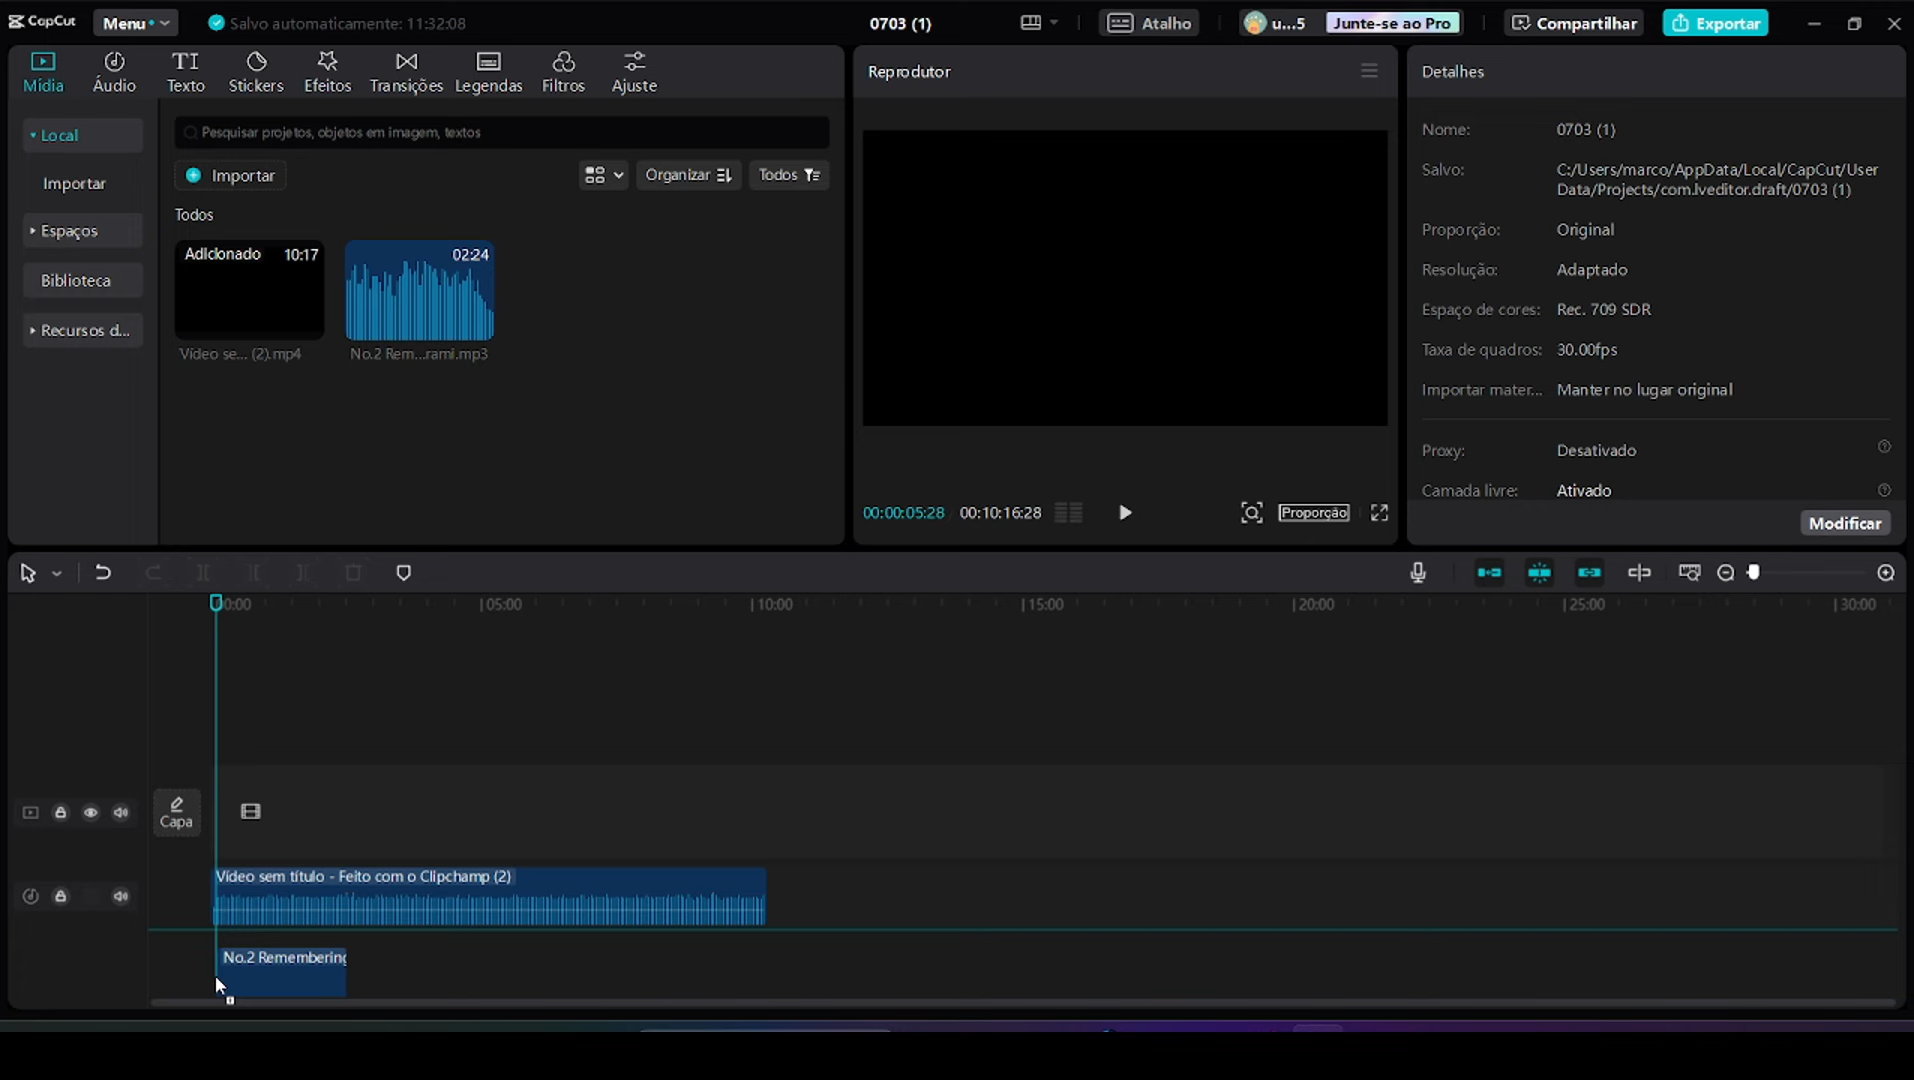 CapCut Menu Salvo automaticamente: 11:32:08 0703 (1) Atalho u...5 Junte-se ao Pro Compartilhar Exportar
Mídia Áudio Texto Stickers Efeitos Transições Legendas Filtros Ajuste
Local
Importar
Espaços
Biblioteca
Recursos d...
Pesquisar projetos, objetos em imagem, textos
Importar Organizar Todos
Todos
Adicionado 10:17
02:24
Vídeo se... (2).mp4
No.2 Rem...rami.mp3
Reprodutor
00:00:05:28 00:10:16:28 Proporção
Detalhes
Nome: 0703 (1)
Salvo: C:/Users/marco/AppData/Local/CapCut/User
Data/Projects/com.lveditor.draft/0703 (1)
Proporção: Original
Resolução: Adaptado
Espaço de cores: Rec. 709 SDR
Taxa de quadros: 30.00fps
Importar mater... Manter no lugar original
Proxy: Desativado
Camada livre: Ativado
Modificar
00:00 05:00 10:00 15:00 20:00 25:00 30:00
Capa
Vídeo sem título - Feito com o Clipchamp (2)
No.2 Remembering